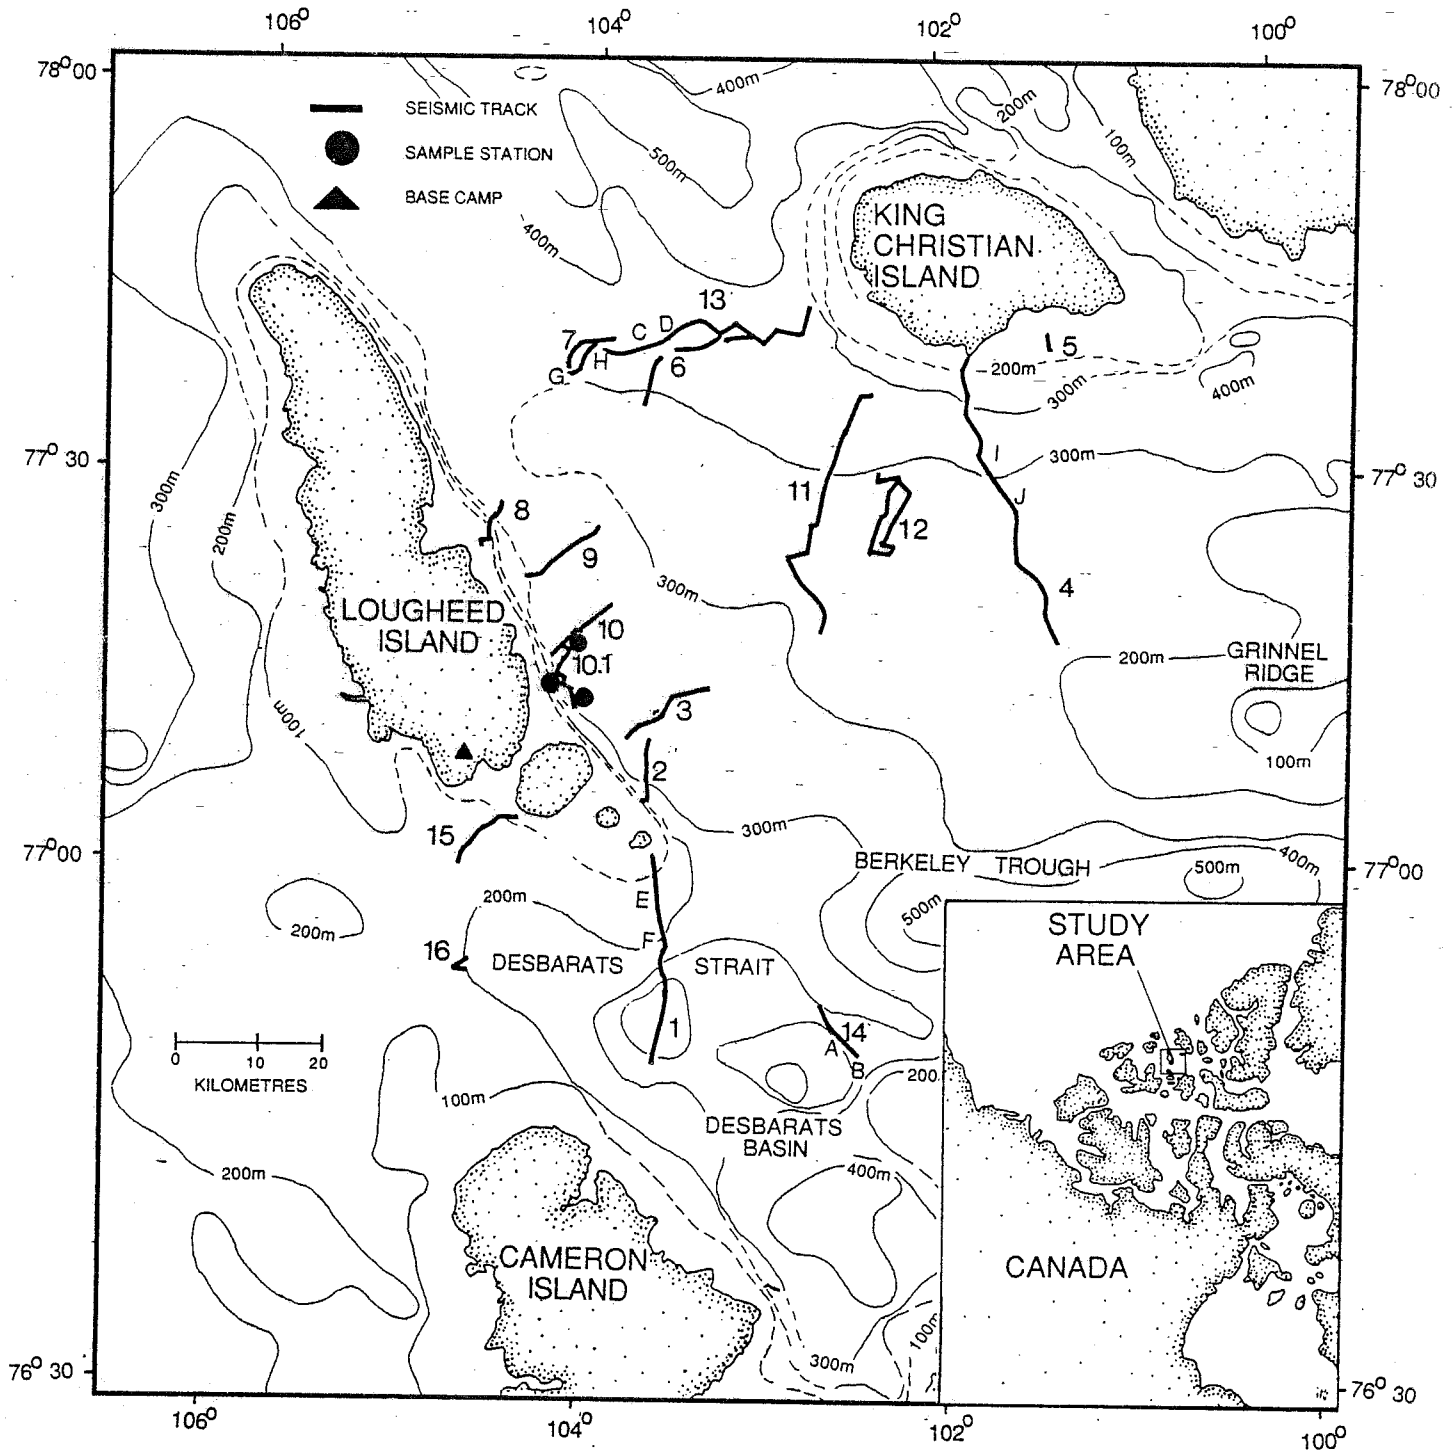 106°
104°
102°
100°
78°00
78°00
SEISMIC TRACK
SAMPLE STATION
BASE CAMP
400m
200m
100m
500m
400m
KING
CHRISTIAN
ISLAND
13
7
C
D
H
G
6
5
200m
300m
400m
77° 30
77° 30
300m
200m
I
300m
J
11
12
8
9
300m
4
LOUGHEED
ISLAND
10
10.1
200m
GRINNEL
RIDGE
100m
3
2
100m
15
300m
77°00
77°00
BERKELEY TROUGH
400m
500m
500m
E
200m
200m
F
16
DESBARATS STRAIT
1
14
A
B
200
0 10 20
KILOMETRES
100m
DESBARATS
BASIN
200m
400m
CAMERON
ISLAND
300m
100m
STUDY
AREA
CANADA
76° 30
76° 30
106°
104°
102°
100°